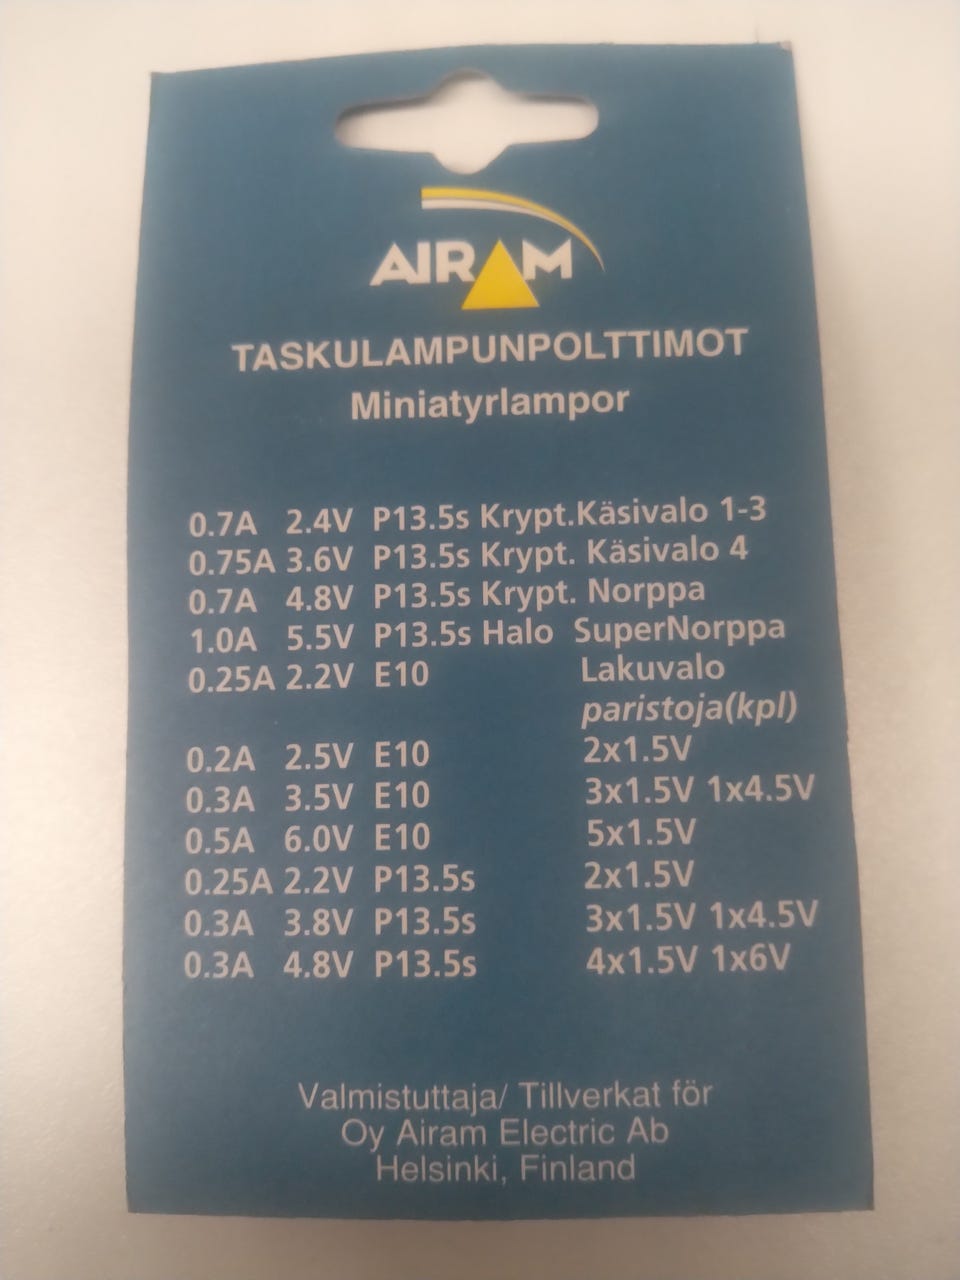 AIRAM
TASKULAMPUNPOLTTIMOT
Miniatyrlampor
0.7A 2.4V P13.5s Krypt.Käsivalo 1-3
0.75A 3.6V P13.5s Krypt. Käsivalo 4
0.7A 4.8V P13.5s Krypt. Norppa
1.0A 5.5V P13.5s Halo SuperNorppa
0.25A 2.2V E10 Lakuvalo
paristoja(kpl)
0.2A 2.5V E10 2x1.5V
0.3A 3.5V E10 3x1.5V 1x4.5V
0.5A 6.0V E10 5x1.5V
0.25A 2.2V P13.5s 2x1.5V
0.3A 3.8V P13.5s 3x1.5V 1x4.5V
0.3A 4.8V P13.5s 4x1.5V 1x6V
Valmistuttaja/ Tillverkat för
Oy Airam Electric Ab
Helsinki, Finland